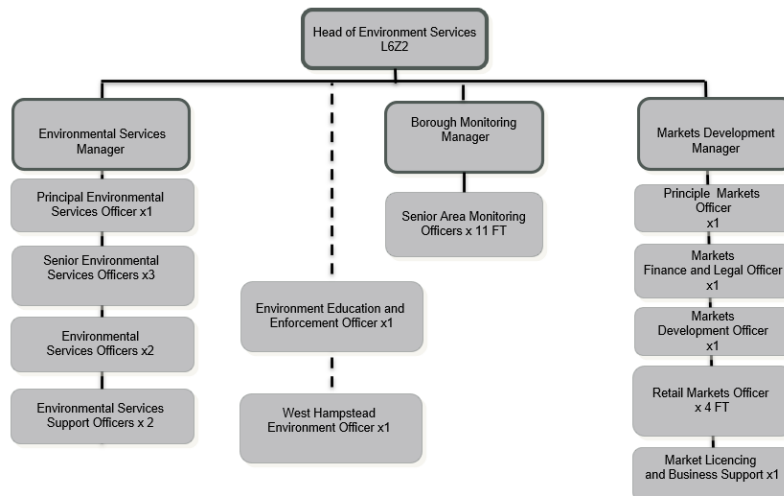 Head of Environment Services
L6Z2
Environmental Services
Manager
Principal Environmental
Services Officer x1
Senior Environmental
Services Officers x3
Environmental
Services Officers x2
Environmental Services
Support Officers x 2
Environment Education and
Enforcement Officer x1
West Hampstead
Environment Officer x1
Borough Monitoring
Manager
Senior Area Monitoring
Officers x 11 FT
Markets Development
Manager
Principle Markets
Officer
x1
Markets
Finance and Legal Officer
x1
Markets
Development Officer
x1
Retail Markets Officer
x 4 FT
Market Licencing
and Business Support x1